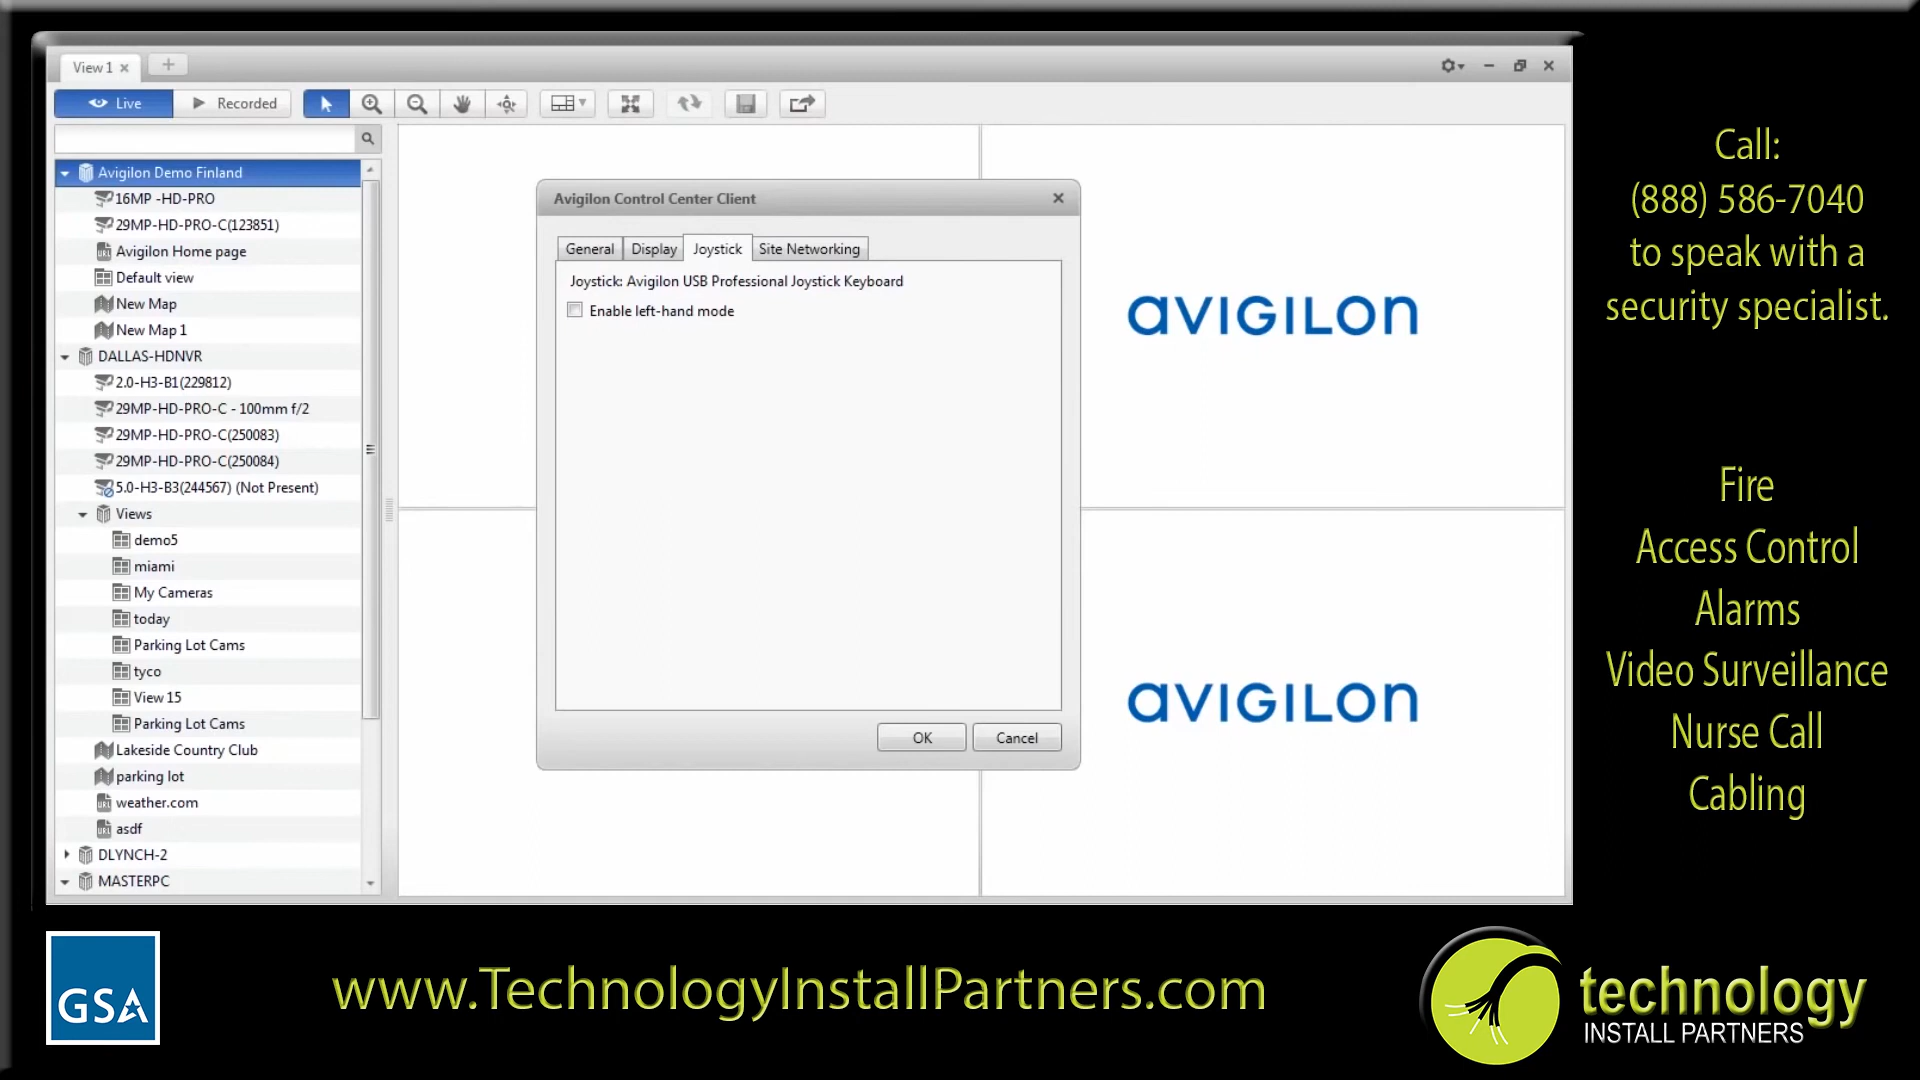 View 1
Live
Recorded
Avigilon Demo Finland
16MP -HD-PRO
29MP-HD-PRO-C(123851)
Avigilon Home page
Default view
New Map
New Map 1
DALLAS-HDNVR
2.0-H3-B1(229812)
29MP-HD-PRO-C - 100mm f/2
29MP-HD-PRO-C(250083)
29MP-HD-PRO-C(250084)
5.0-H3-B3(244567) (Not Present)
Views
demo5
miami
My Cameras
today
Parking Lot Cams
tyco
View 15
Parking Lot Cams
Lakeside Country Club
parking lot
weather.com
asdf
DLYNCH-2
MASTERPC
Avigilon Control Center Client
General
Display
Joystick
Site Networking
Joystick: Avigilon USB Professional Joystick Keyboard
Enable left-hand mode
OK
Cancel
avigilon
avigilon
Call:
(888) 586-7040
to speak with a
security specialist.
Fire
Access Control
Alarms
Video Surveillance
Nurse Call
Cabling
GSA
www.TechnologyInstallPartners.com
technology
INSTALL PARTNERS